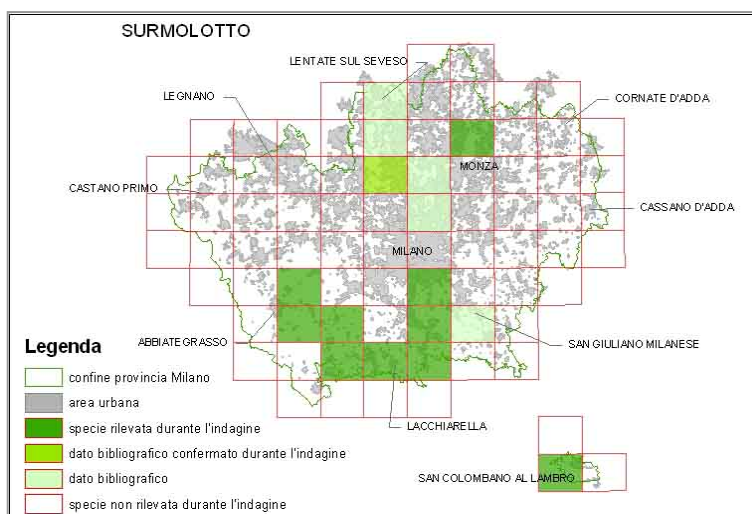 SURMOLOTTO
LENTATE SUL SEVESO
LEGNANO
CORNATE D'ADDA
MONZA
CASTANO PRIMO
CASSANO D'ADDA
MILANO
ABBIATEGRASSO
SAN GIULIANO MILANESE
LACCHIARELLA
SAN COLOMBANO AL LAMBRO
Legenda
confine provincia Milano
area urbana
specie rilevata durante l'indagine
dato bibliografico confermato durante l'indagine
dato bibliografico
specie non rilevata durante l'indagine